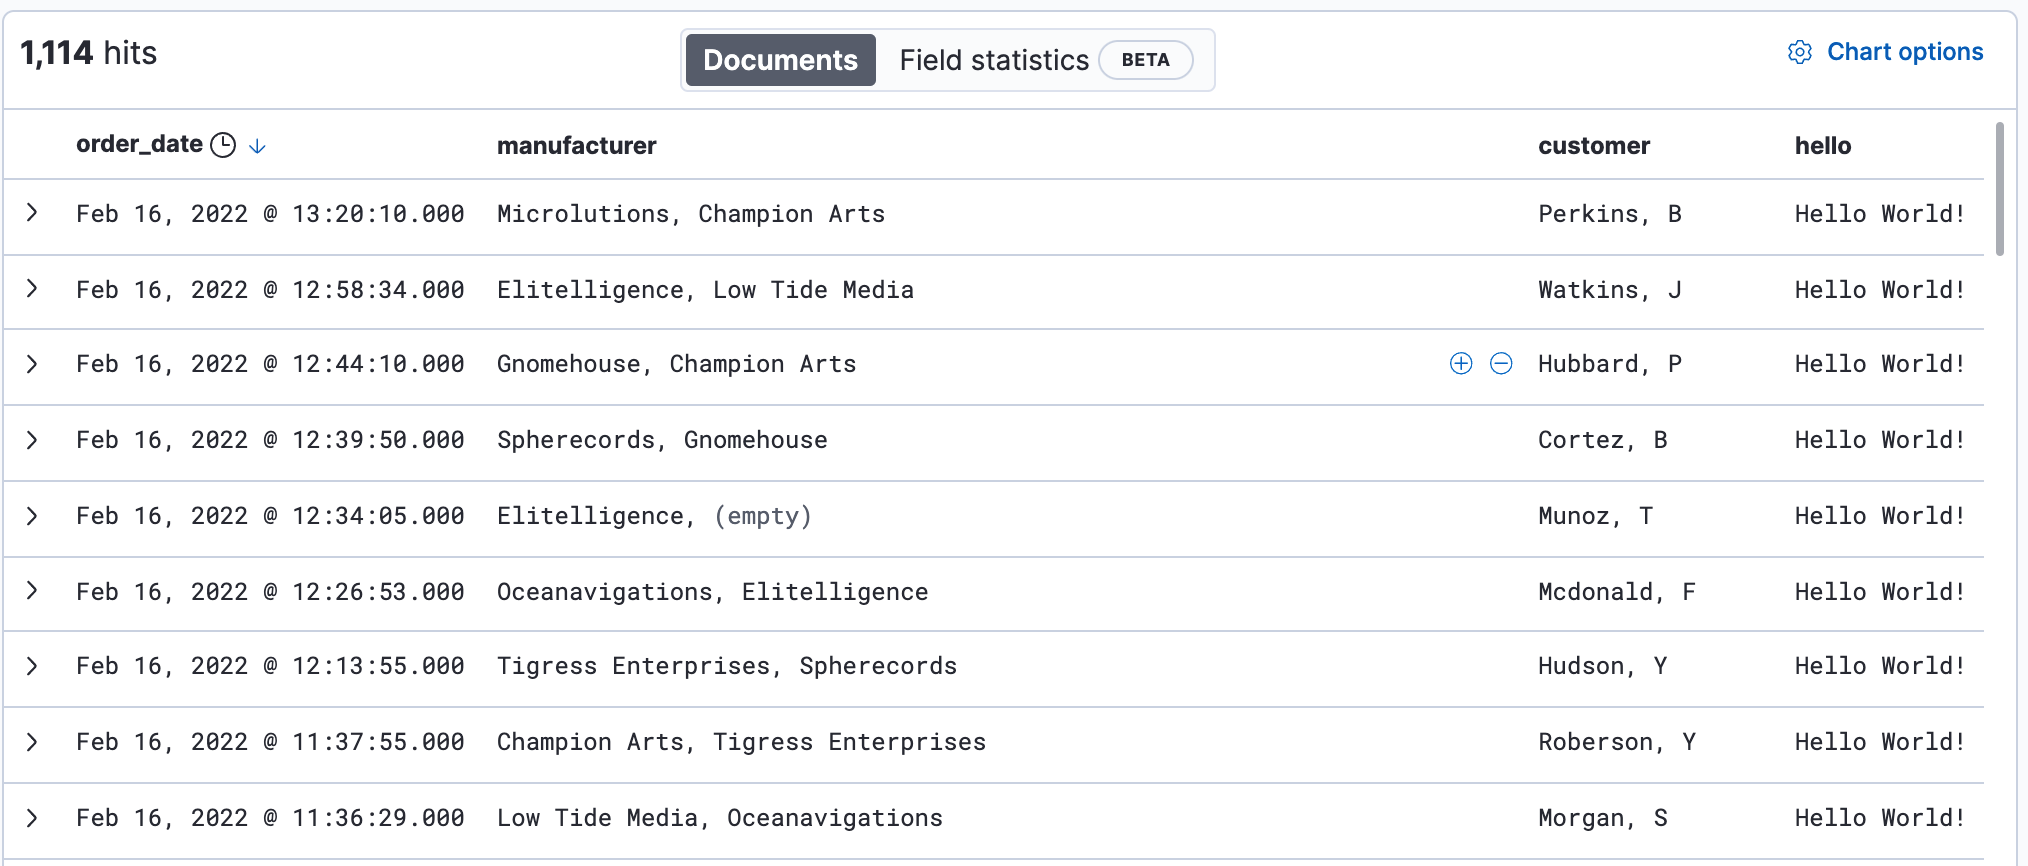 1,114 hits
Documents Field statistics BETA
Chart options
order_date manufacturer customer hello
Feb 16, 2022 @ 13:20:10.000 Microlutions, Champion Arts Perkins, B Hello World!
Feb 16, 2022 @ 12:58:34.000 Elitelligence, Low Tide Media Watkins, J Hello World!
Feb 16, 2022 @ 12:44:10.000 Gnomehouse, Champion Arts Hubbard, P Hello World!
Feb 16, 2022 @ 12:39:50.000 Spherecords, Gnomehouse Cortez, B Hello World!
Feb 16, 2022 @ 12:34:05.000 Elitelligence, (empty) Munoz, T Hello World!
Feb 16, 2022 @ 12:26:53.000 Oceanavigations, Elitelligence Mcdonald, F Hello World!
Feb 16, 2022 @ 12:13:55.000 Tigress Enterprises, Spherecords Hudson, Y Hello World!
Feb 16, 2022 @ 11:37:55.000 Champion Arts, Tigress Enterprises Roberson, Y Hello World!
Feb 16, 2022 @ 11:36:29.000 Low Tide Media, Oceanavigations Morgan, S Hello World!